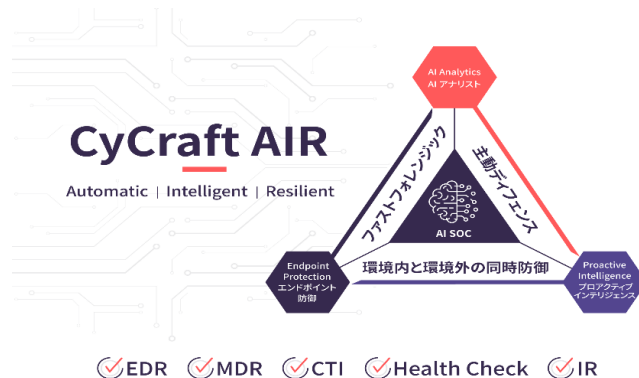 CyCraft AIR
Automatic | Intelligent | Resilient
AI Analytics
AI アナリスト
ファストフォレンジック
主動ディフェンス
AI SOC
環境内と環境外の同時防御
Endpoint
Protection
エンドポイント
防御
Proactive
Intelligence
プロアクティブ
インテリジェンス
EDR
MDR
CTI
Health Check
IR